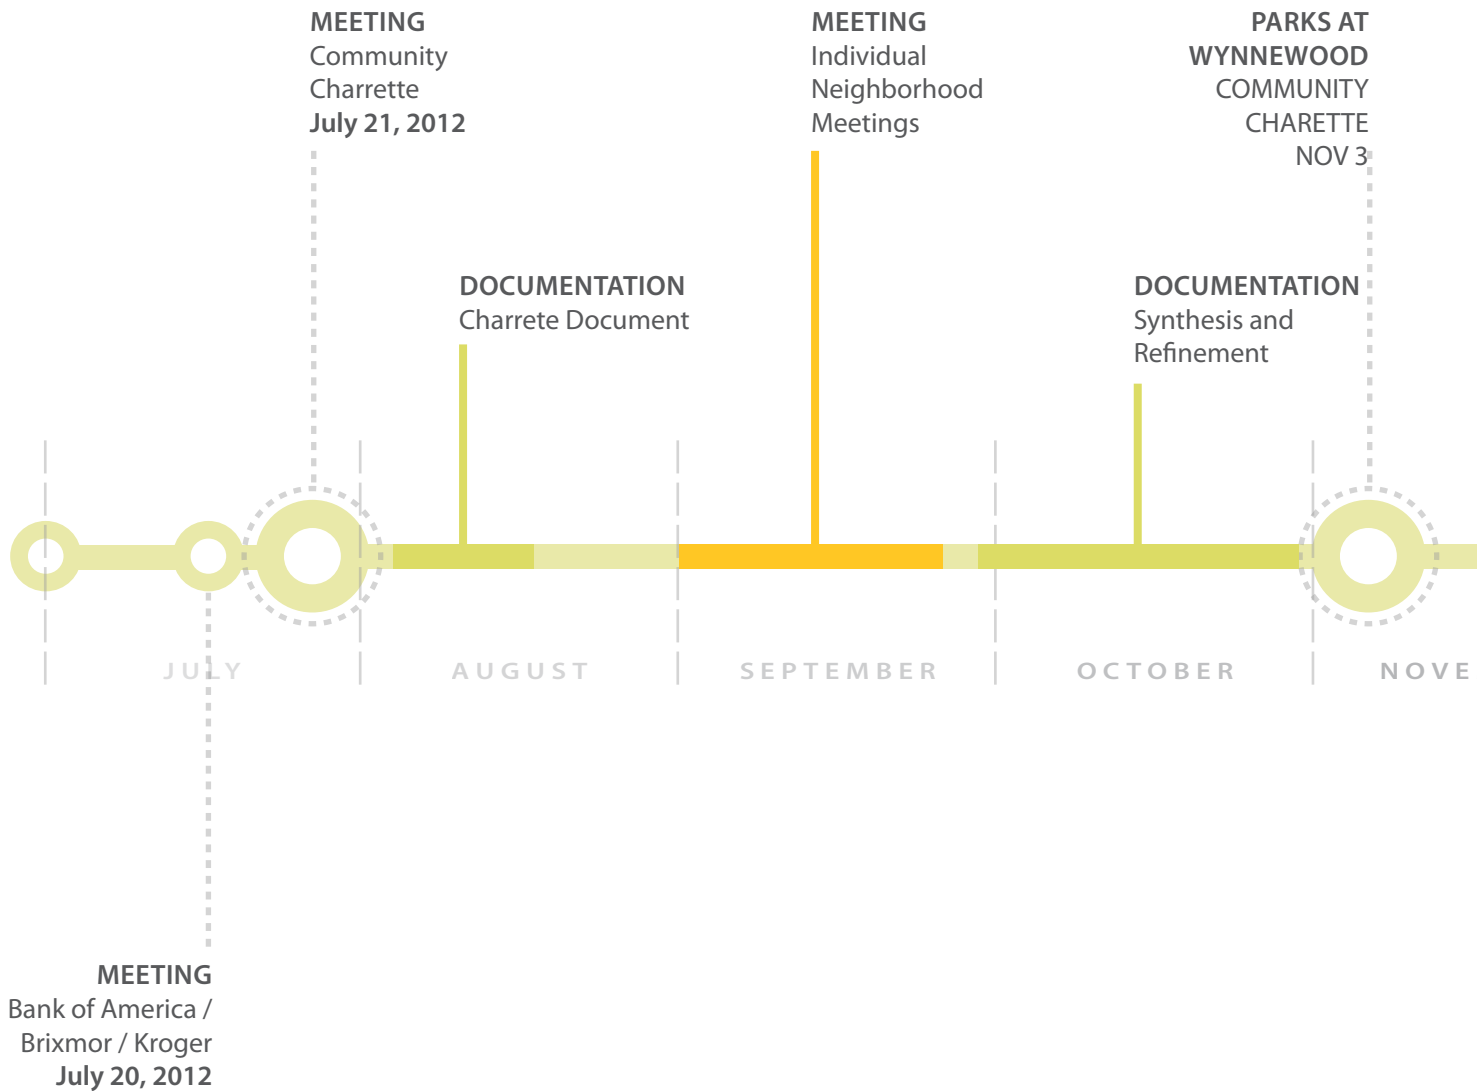 MEETING
Community
Charrette
July 21, 2012
MEETING
Individual
Neighborhood
Meetings
PARKS AT
WYNNEWOOD
COMMUNITY
CHARETTE
NOV 3
DOCUMENTATION
Charrete Document
DOCUMENTATION
Synthesis and
Refinement
JULY
AUGUST
SEPTEMBER
OCTOBER
NOVE
MEETING
Bank of America /
Brixmor / Kroger
July 20, 2012